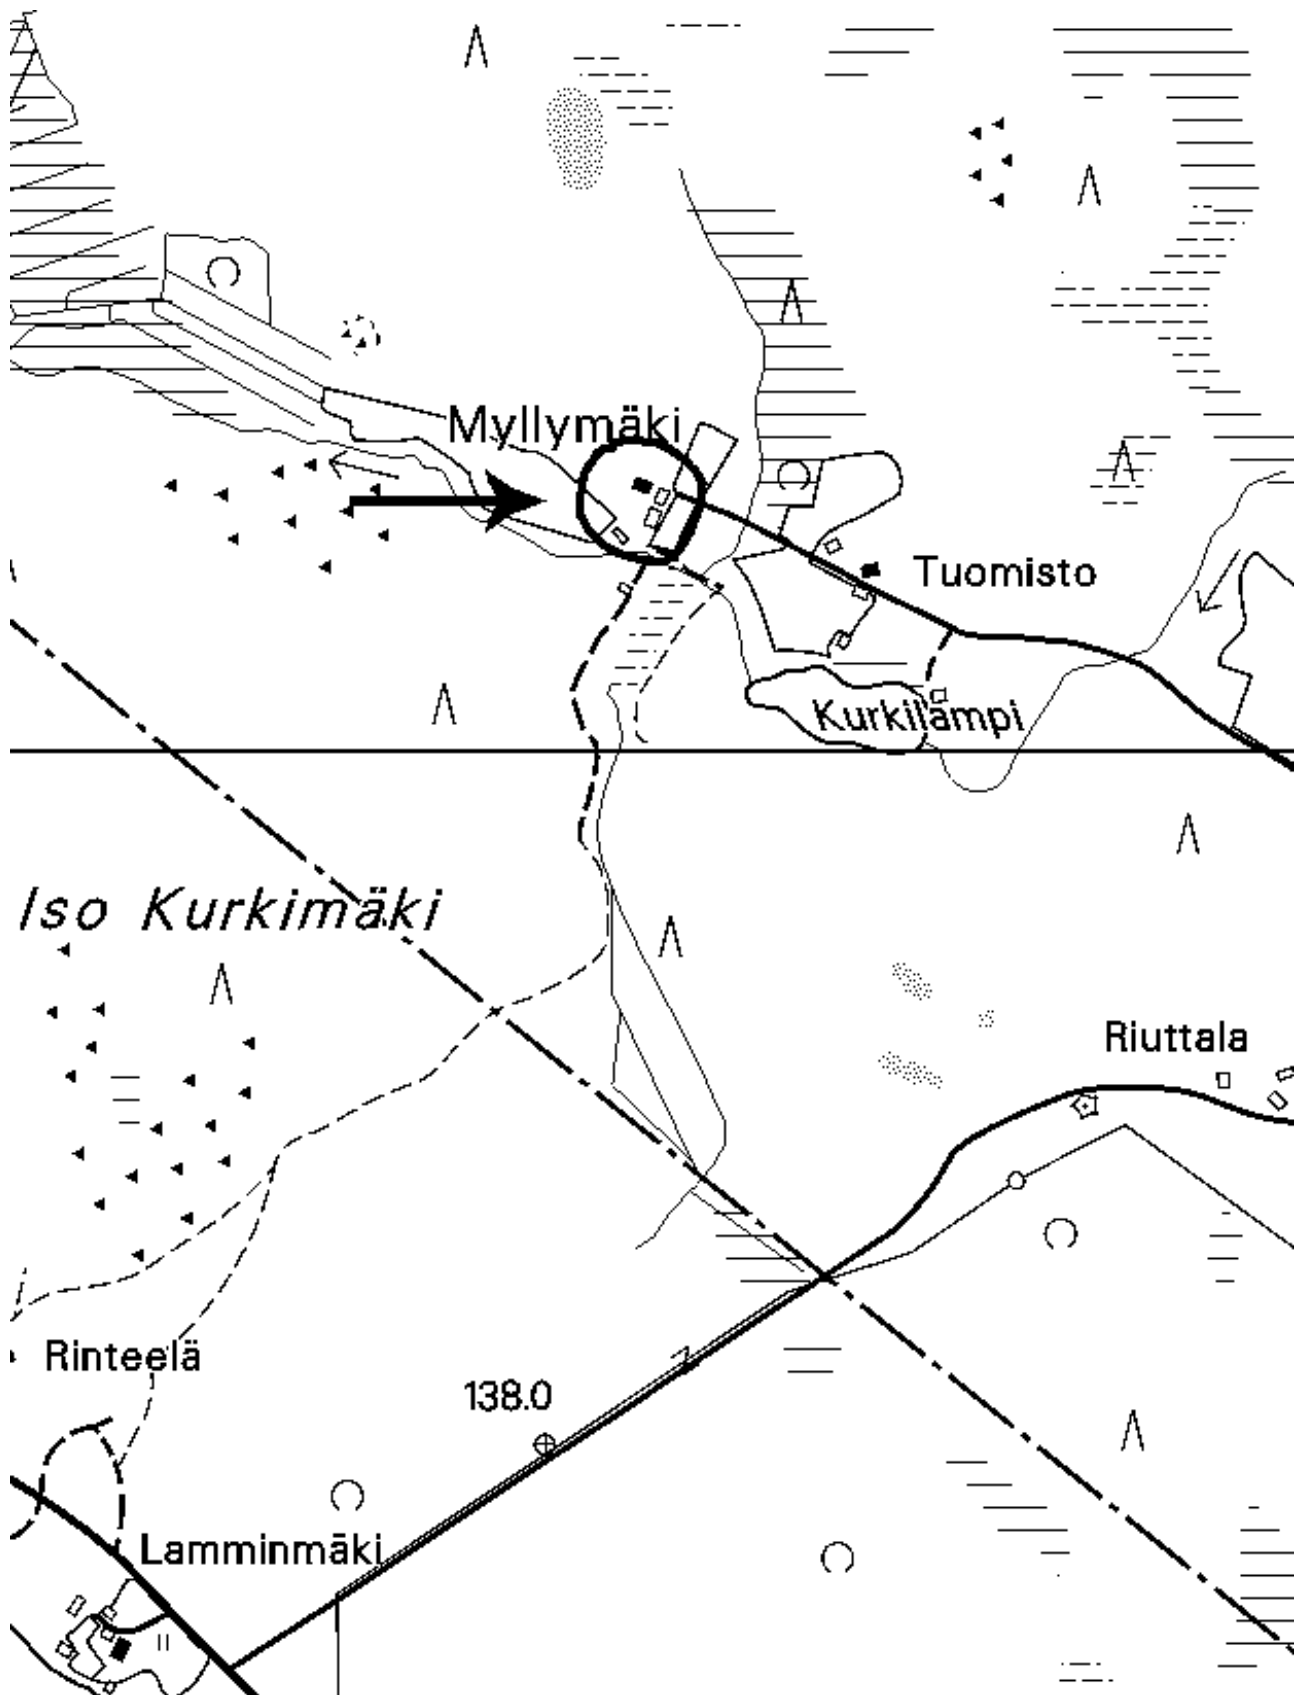 Myllymäki
Tuomisto
Kurkilampi
Iso Kurkimäki
Riuttala
Rinteelä
138.0
Lamminmäki